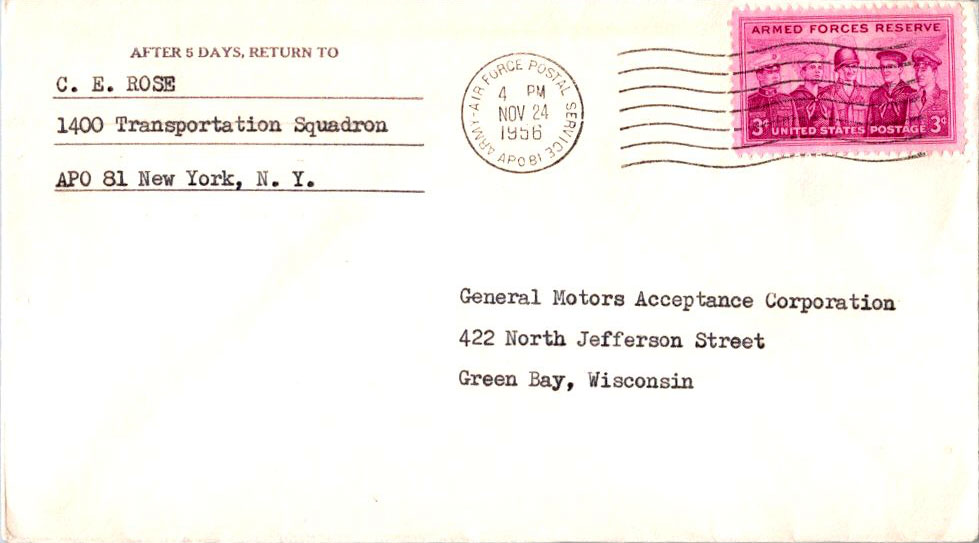 AFTER 5 DAYS, RETURN TO
C. E. ROSE
1400 Transportation Squadron
APO 81 New York, N. Y.
ARMY-AIR FORCE POSTAL SERVICE
4 PM
NOV 24
1956
APO 81
ARMED FORCES RESERVE
3¢ UNITED STATES POSTAGE 3¢
General Motors Acceptance Corporation
422 North Jefferson Street
Green Bay, Wisconsin